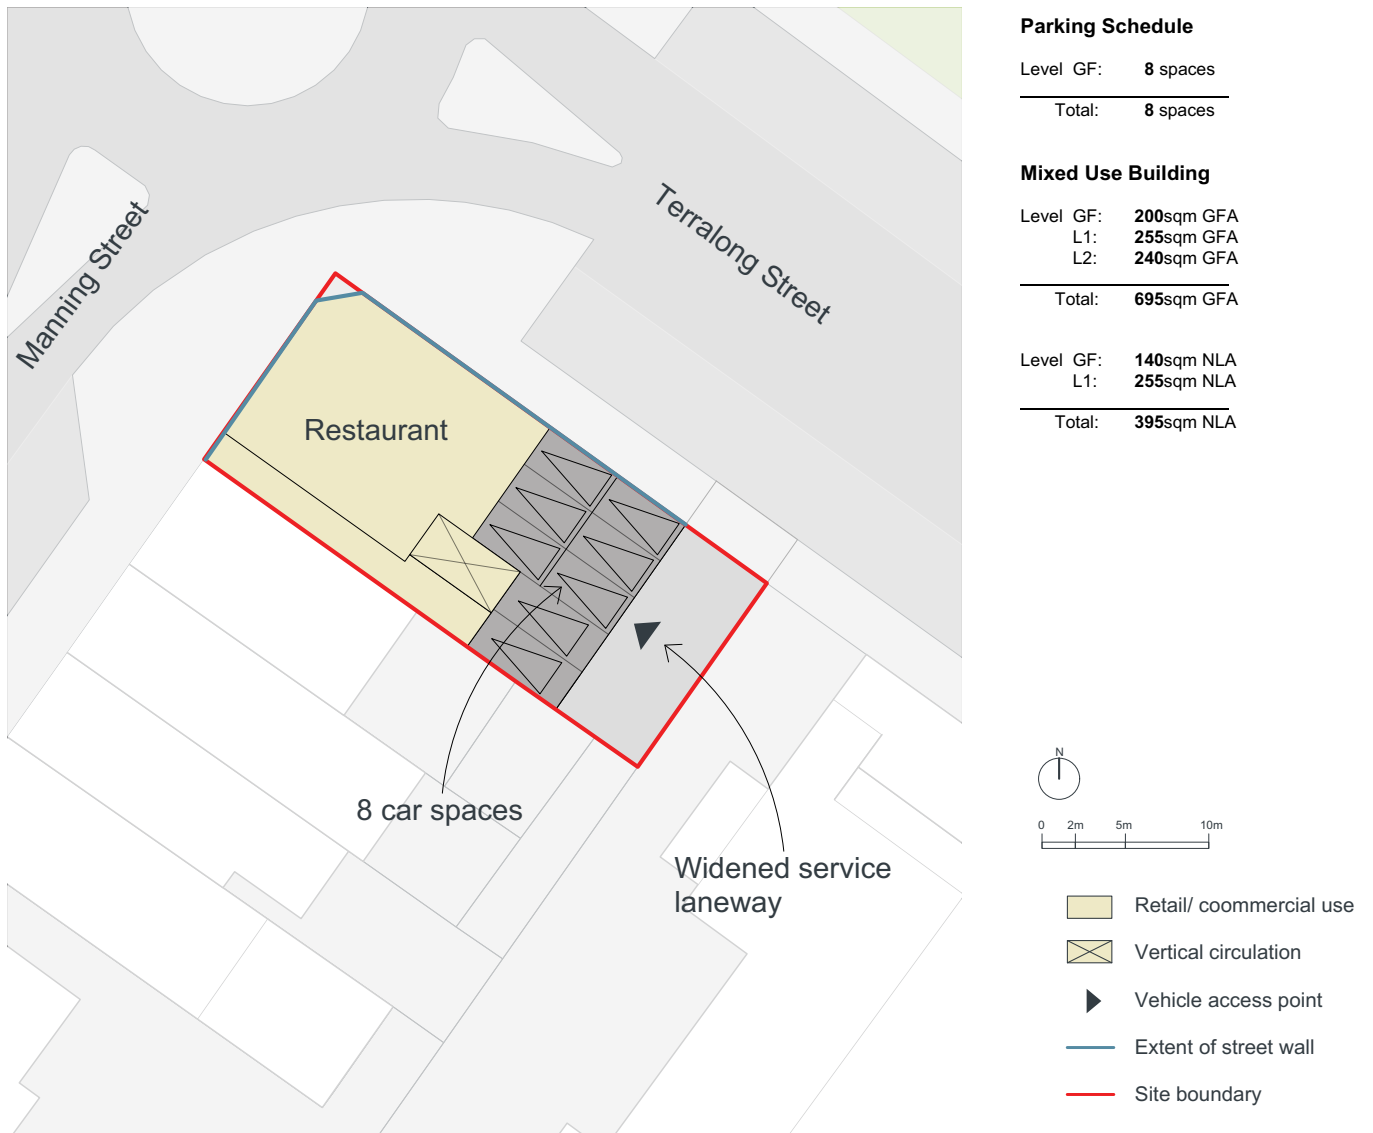 Manning Street
Terralong Street
Restaurant
8 car spaces
Widened service
laneway
Parking Schedule
Level GF: 8 spaces
Total: 8 spaces
Mixed Use Building
Level GF: 200sqm GFA
L1: 255sqm GFA
L2: 240sqm GFA
Total: 695sqm GFA
Level GF: 140sqm NLA
L1: 255sqm NLA
Total: 395sqm NLA
N
0 2m 5m 10m
Retail/ coommercial use
Vertical circulation
Vehicle access point
Extent of street wall
Site boundary